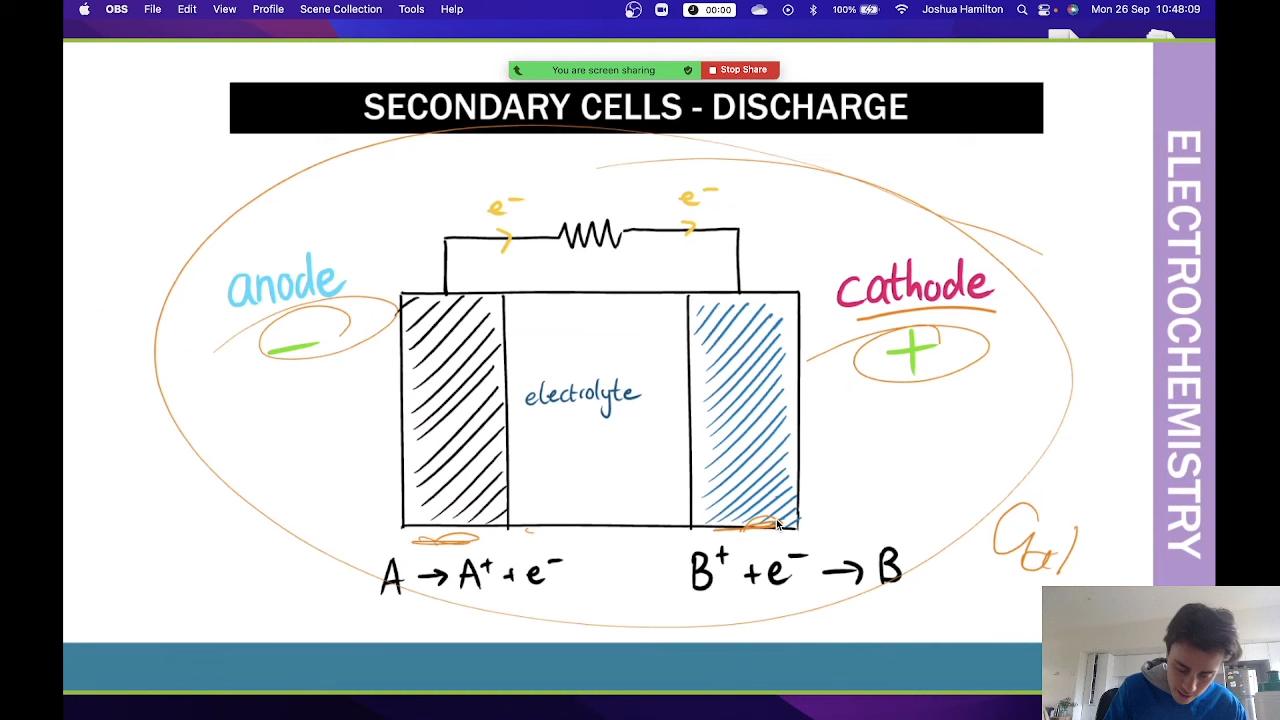 OBS File Edit View Profile Scene Collection Tools Help 00:00 100% Joshua Hamilton Mon 26 Sep 10:48:09
You are screen sharing Stop Share
SECONDARY CELLS - DISCHARGE
ELECTROCHEMISTRY
e⁻ e⁻
anode
cathode
− +
electrolyte
A → A⁺ + e⁻
B⁺ + e⁻ → B